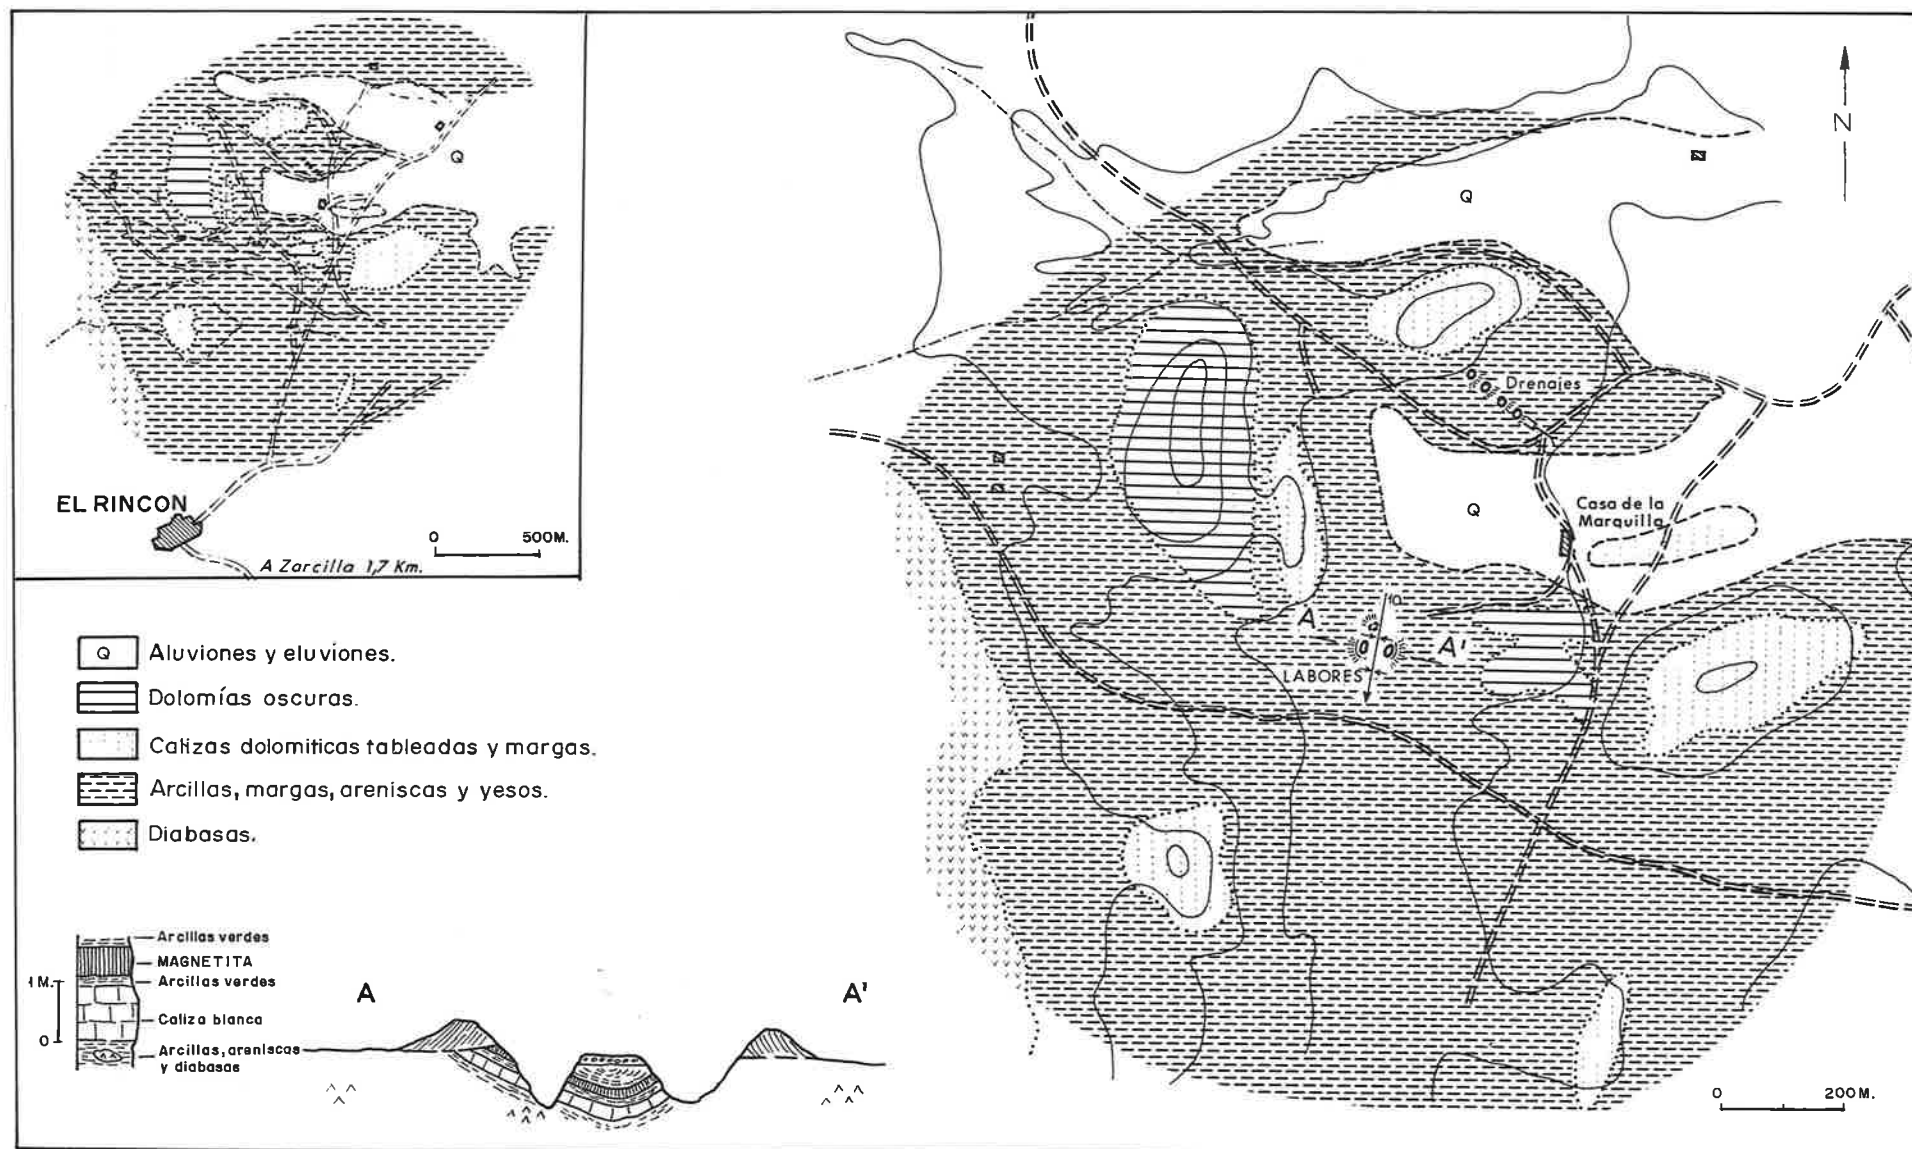 Q
EL RINCON
0 500M.
A Zarcilla 1,7 Km.
Q Aluviones y eluviones.
Dolomías oscuras.
Calizas dolomiticas tableadas y margas.
Arcillas, margas, areniscas y yesos.
Diabasas.
Arcillas verdes
MAGNETITA
1 M.
Arcillas verdes
Caliza blanca
0
Arcillas, areniscas
y diabasas
A
A'
N
Q
Drenajes
Q
Casa de la
Marquilla
10
A
A'
LABORES
0 200M.